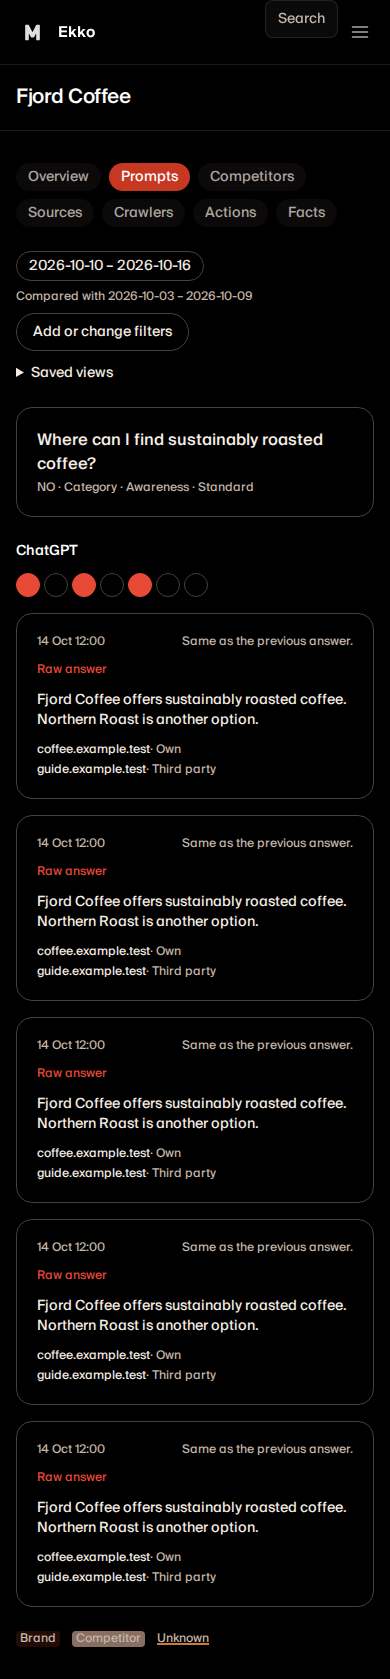 Search
Ekko
Fjord Coffee
Overview
Prompts
Competitors
Sources
Crawlers
Actions
Facts
2026-10-10 – 2026-10-16
Compared with 2026-10-03 – 2026-10-09
Add or change filters
Saved views
Where can I find sustainably roasted
coffee?
NO · Category · Awareness · Standard
ChatGPT
14 Oct 12:00
Same as the previous answer.
Raw answer
Fjord Coffee offers sustainably roasted coffee.
Northern Roast is another option.
coffee.example.test· Own
guide.example.test· Third party
14 Oct 12:00
Same as the previous answer.
Raw answer
Fjord Coffee offers sustainably roasted coffee.
Northern Roast is another option.
coffee.example.test· Own
guide.example.test· Third party
14 Oct 12:00
Same as the previous answer.
Raw answer
Fjord Coffee offers sustainably roasted coffee.
Northern Roast is another option.
coffee.example.test· Own
guide.example.test· Third party
14 Oct 12:00
Same as the previous answer.
Raw answer
Fjord Coffee offers sustainably roasted coffee.
Northern Roast is another option.
coffee.example.test· Own
guide.example.test· Third party
14 Oct 12:00
Same as the previous answer.
Raw answer
Fjord Coffee offers sustainably roasted coffee.
Northern Roast is another option.
coffee.example.test· Own
guide.example.test· Third party
Brand
Competitor
Unknown